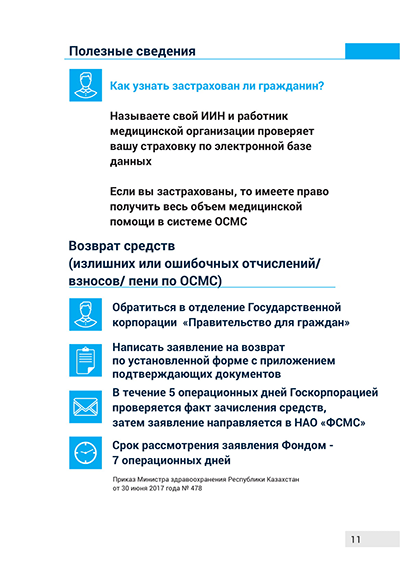 Полезные сведения
Как узнать застрахован ли гражданин?
Называете свой ИИН и работник
медицинской организации проверяет
вашу страховку по электронной базе
данных
Если вы застрахованы, то имеете право
получить весь объем медицинской
помощи в системе ОСМС
Возврат средств
(излишних или ошибочных отчислений/
взносов/ пени по ОСМС)
Обратиться в отделение Государственной
корпорации «Правительство для граждан»
Написать заявление на возврат
по установленной форме с приложением
подтверждающих документов
В течение 5 операционных дней Госкорпорацией
проверяется факт зачисления средств,
затем заявление направляется в НАО «ФСМС»
Срок рассмотрения заявления Фондом -
7 операционных дней
Приказ Министра здравоохранения Республики Казахстан
от 30 июня 2017 года № 478
11